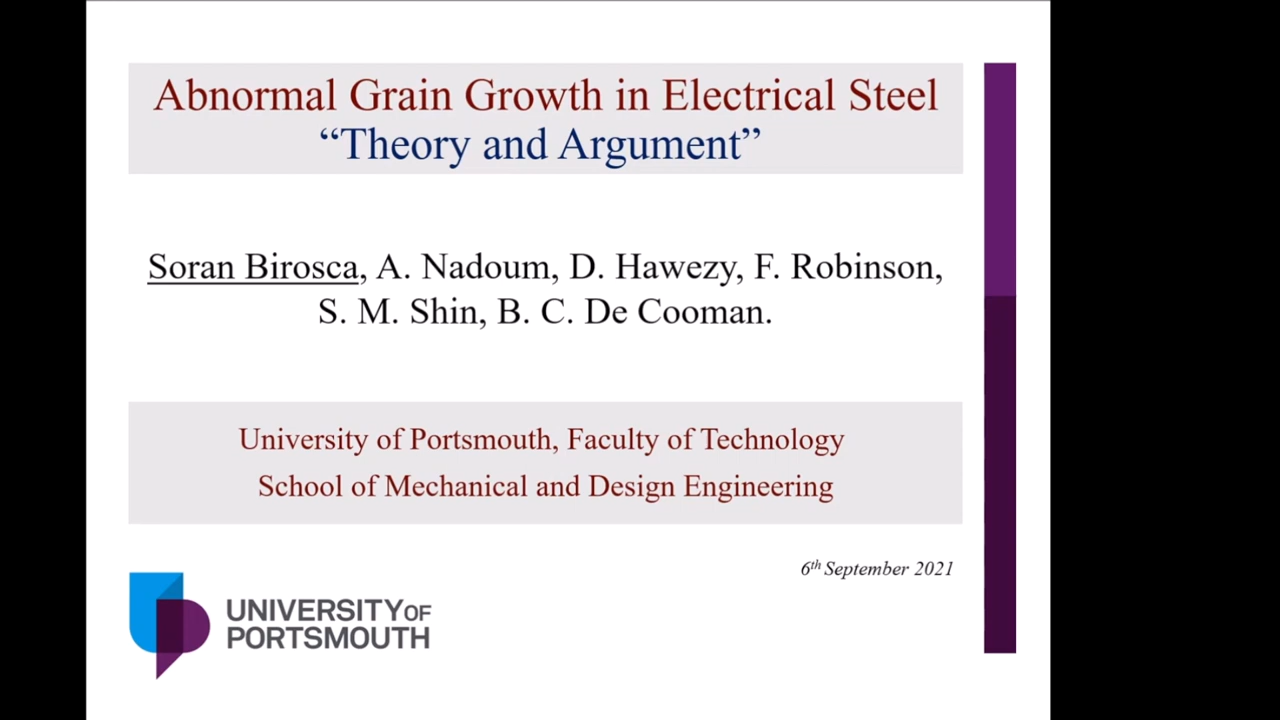 Abnormal Grain Growth in Electrical Steel
“Theory and Argument”
Soran Birosca, A. Nadoum, D. Hawezy, F. Robinson,
S. M. Shin, B. C. De Cooman.
University of Portsmouth, Faculty of Technology
School of Mechanical and Design Engineering
6th September 2021
UNIVERSITY OF
PORTSMOUTH